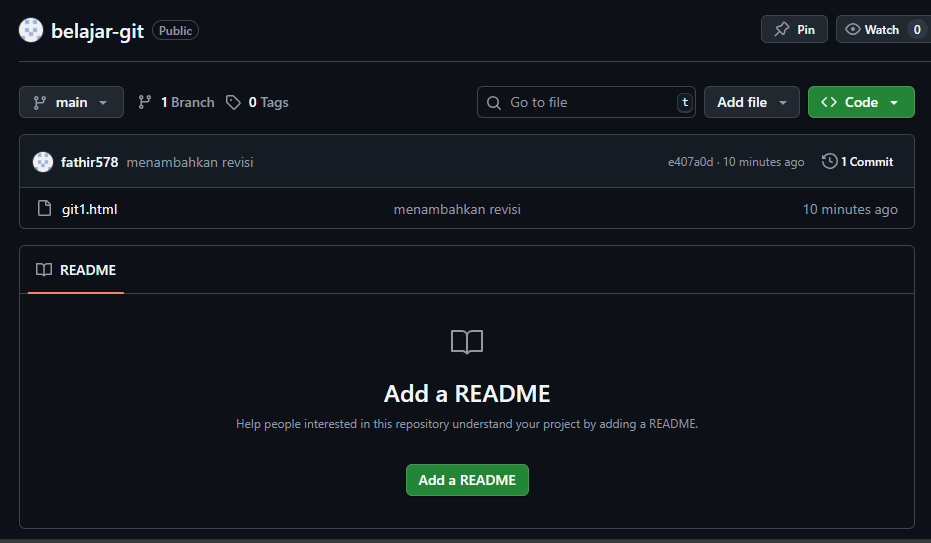 belajar-git Public Pin Watch 0
main 1 Branch 0 Tags Go to file t Add file Code
fathir578 menambahkan revisi e407a0d · 10 minutes ago 1 Commit
git1.html menambahkan revisi 10 minutes ago
README
Add a README
Help people interested in this repository understand your project by adding a README.
Add a README